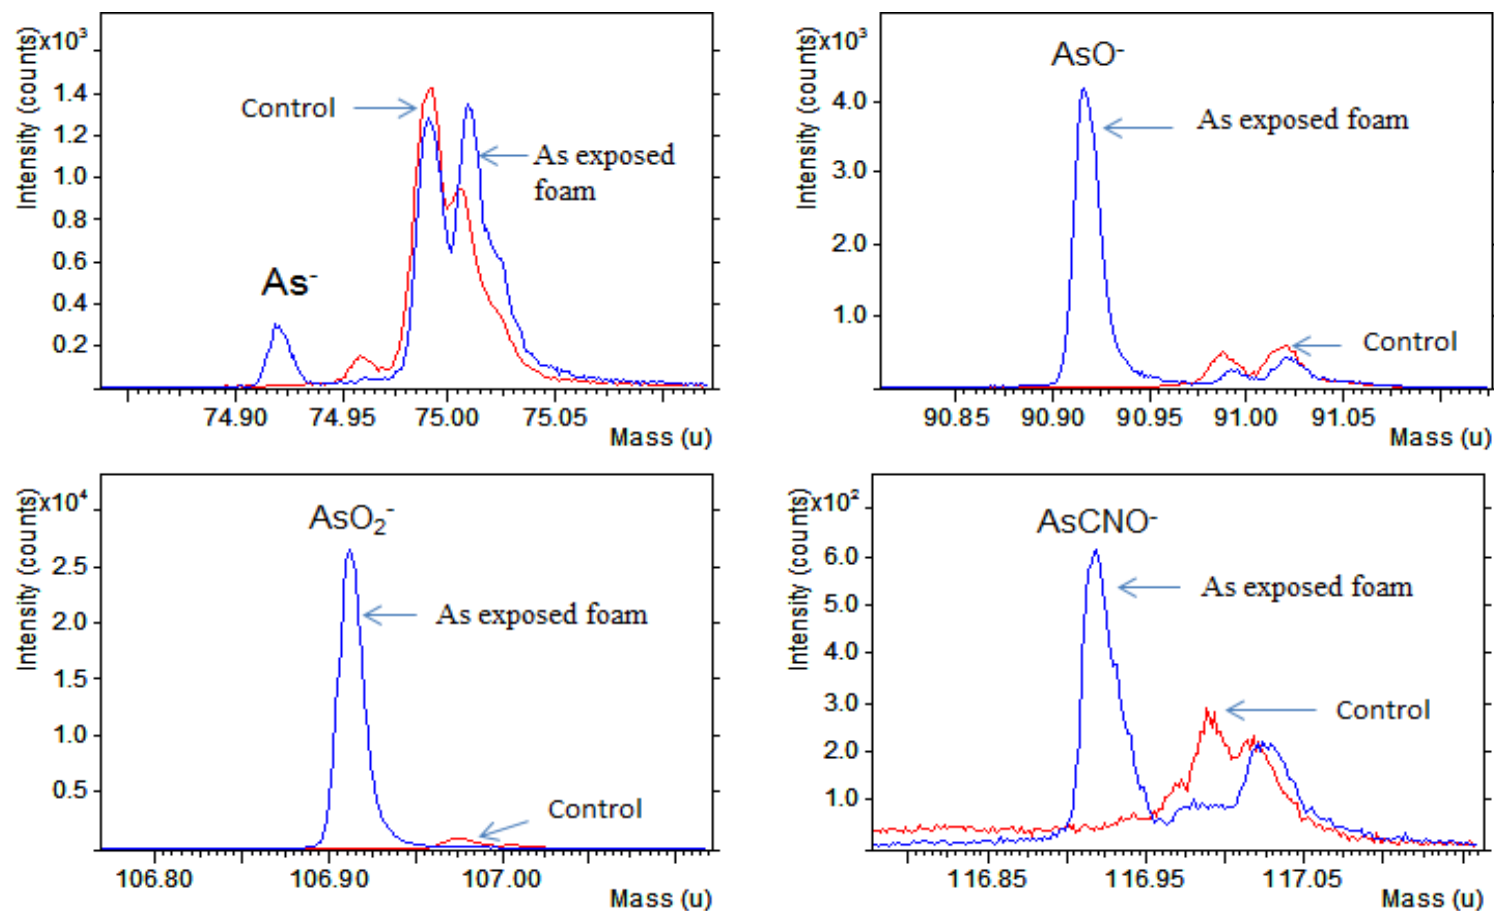 x10³
Intensity (counts)
1.4
1.2
1.0
0.8
0.6
0.4
0.2
Control
As exposed
foam
As⁻
74.90 74.95 75.00 75.05
Mass (u)
x10³
Intensity (counts)
4.0
3.0
2.0
1.0
AsO⁻
As exposed foam
Control
90.85 90.90 90.95 91.00 91.05
Mass (u)
x10⁴
Intensity (counts)
2.5
2.0
1.5
1.0
0.5
AsO₂⁻
As exposed foam
Control
106.80 106.90 107.00
Mass (u)
x10²
Intensity (counts)
6.0
5.0
4.0
3.0
2.0
1.0
AsCNO⁻
As exposed foam
Control
116.85 116.95 117.05
Mass (u)